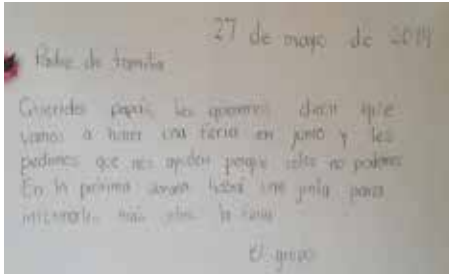 27 de mayo de 2019
Padre de familia
Queridos papás les queremos decir que
vamos a hacer una feria en junio y les
pedimos que nos ayuden porque solos no podemos
En la próxima semana habrá una junta para
informarles más sobre la feria
El grupo